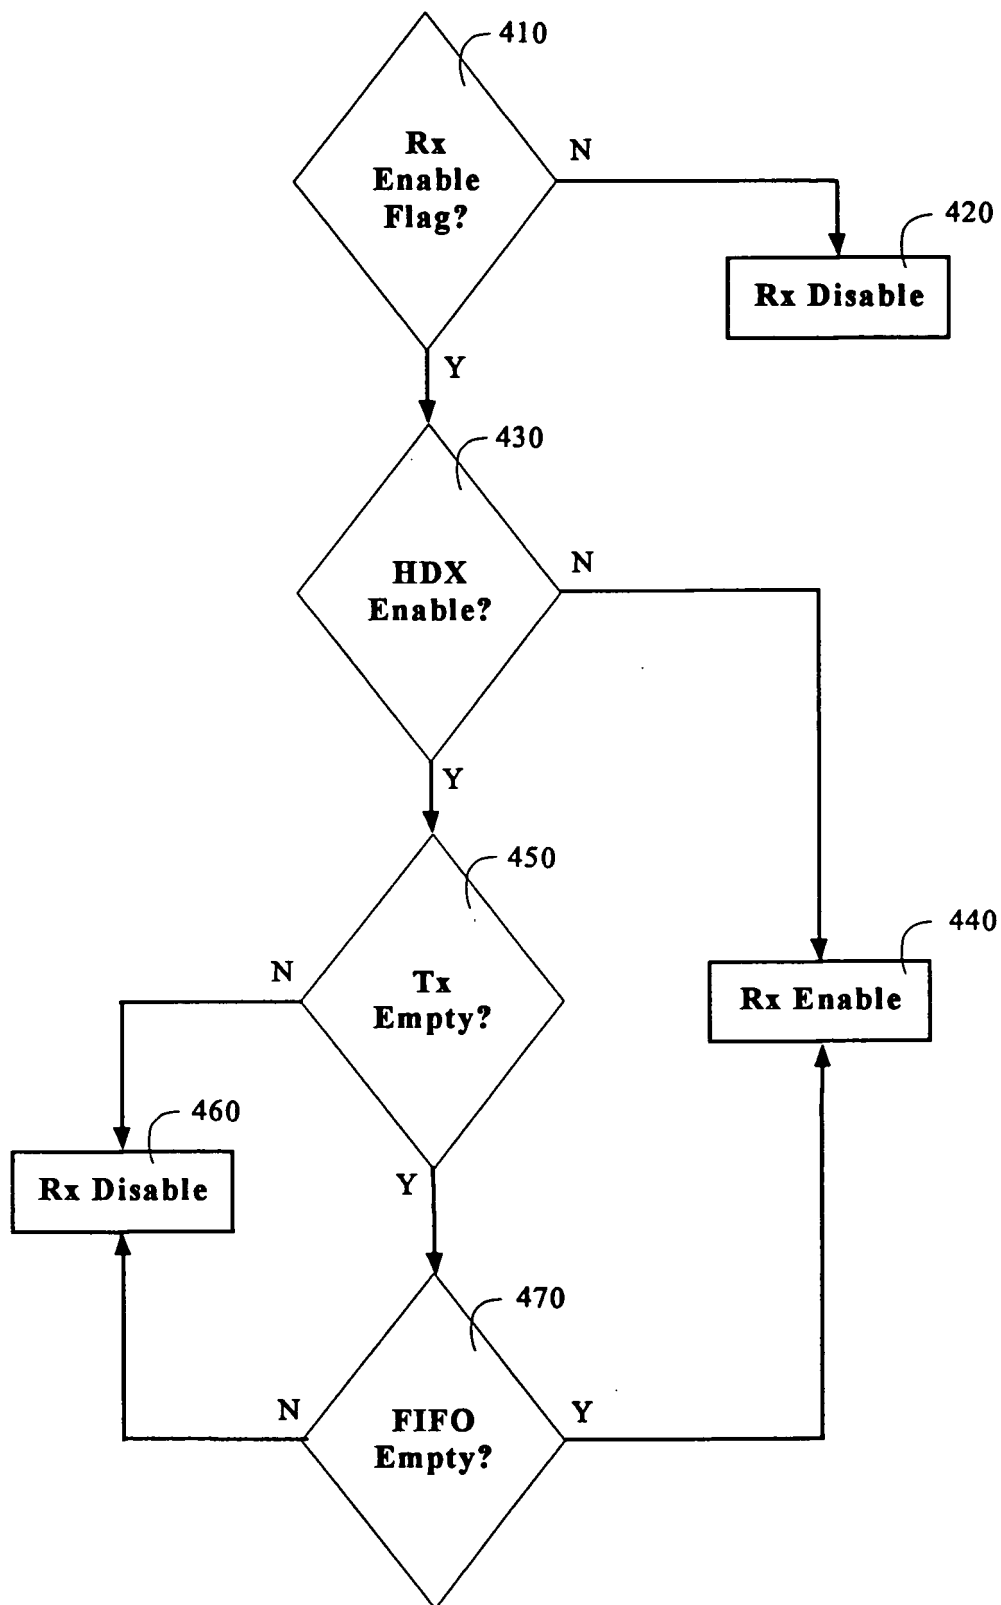 410
Rx
Enable
Flag?
N
420
Rx Disable
Y
430
HDX
Enable?
N
Y
450
Tx
Empty?
N
440
Rx Enable
460
Rx Disable
Y
470
FIFO
Empty?
N
Y